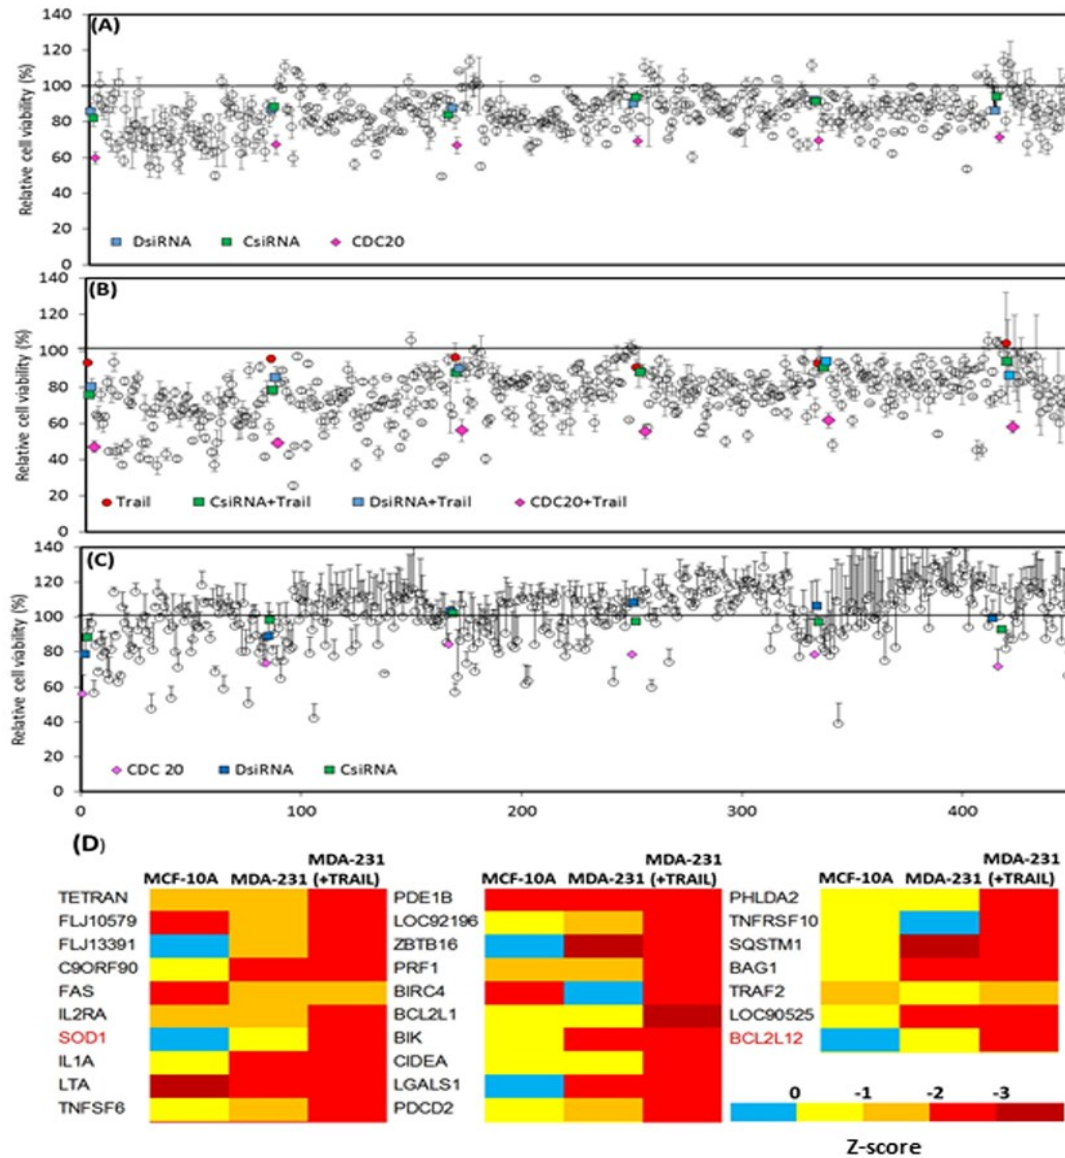 140
(A)
120
100
80
60
40
20
0
Relative cell viability (%)
DsiRNA CsiRNA CDC20
140
(B)
120
100
80
60
40
20
0
Relative cell viability (%)
Trail CsiRNA+Trail DsiRNA+Trail CDC20+Trail
140
(C)
120
100
80
60
40
20
0
Relative cell viability (%)
CDC 20 DsiRNA CsiRNA
0 100 200 300 400
(D)
MCF-10A MDA-231 MDA-231 (+TRAIL)
TETRAN
FLJ10579
FLJ13391
C9ORF90
FAS
IL2RA
SOD1
IL1A
LTA
TNFSF6
MCF-10A MDA-231 MDA-231 (+TRAIL)
PDE1B
LOC92196
ZBTB16
PRF1
BIRC4
BCL2L1
BIK
CIDEA
LGALS1
PDCD2
MCF-10A MDA-231 MDA-231 (+TRAIL)
PHLDA2
TNFRSF10
SQSTM1
BAG1
TRAF2
LOC90525
BCL2L12
0 -1 -2 -3
Z-score